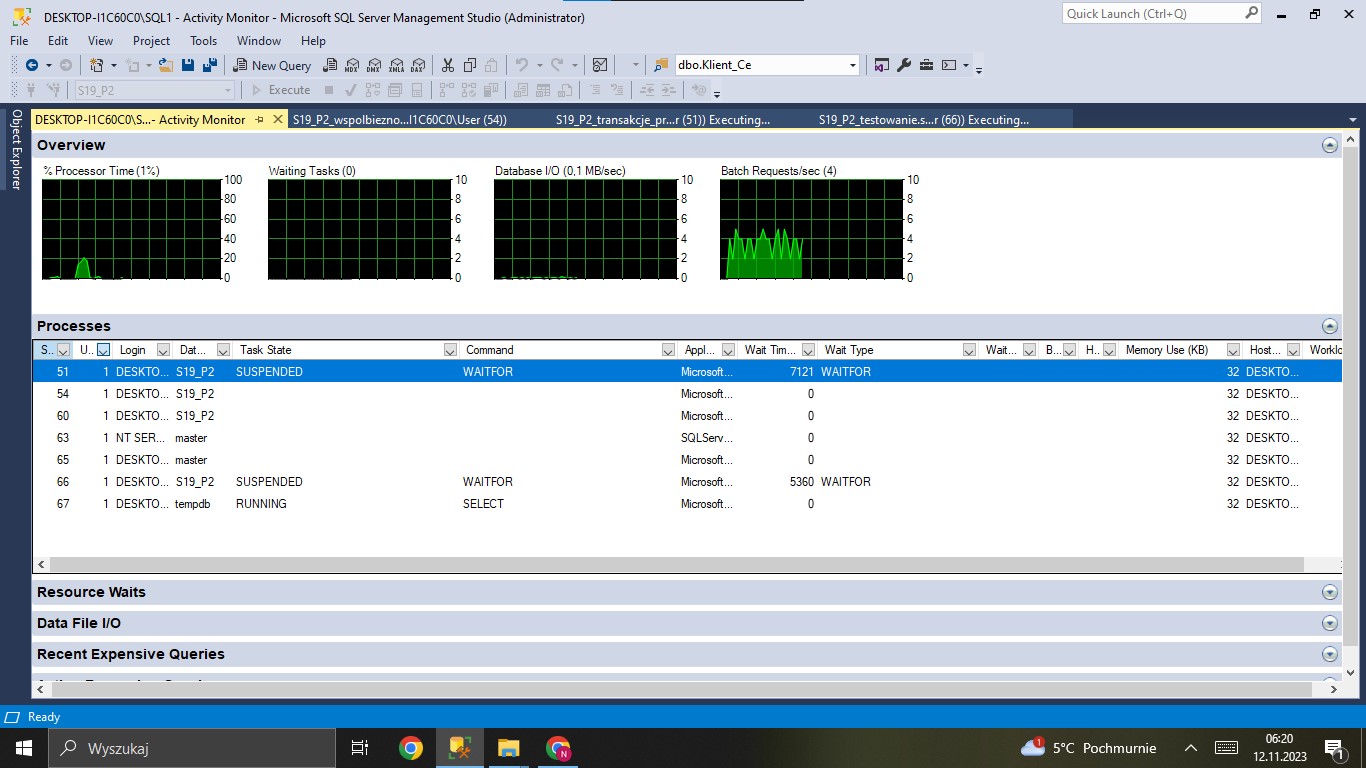 DESKTOP-I1C60C0\SQL1 - Activity Monitor - Microsoft SQL Server Management Studio (Administrator)
Quick Launch (Ctrl+Q)
File Edit View Project Tools Window Help
New Query MDX DMX XMLA DAX dbo.Klient_Ce
S19_P2 Execute
Object Explorer
DESKTOP-I1C60C0\S...- Activity Monitor S19_P2_wspolbiezno...I1C60C0\User (54)) S19_P2_transakcje_pr...r (51)) Executing... S19_P2_testowanie.s...r (66)) Executing...
Overview
% Processor Time (1%) Waiting Tasks (0) Database I/O (0,1 MB/sec) Batch Requests/sec (4)
100 10 10 10
80 8 8 8
60 6 6 6
40 4 4 4
20 2 2 2
0 0 0 0
Processes
S.. U.. Login Dat... Task State Command Appl... Wait Tim... Wait Type Wait... B... H.. Memory Use (KB) Host... Worklo
51 1 DESKTO... S19_P2 SUSPENDED WAITFOR Microsoft... 7121 WAITFOR 32 DESKTO...
54 1 DESKTO... S19_P2 Microsoft... 0 32 DESKTO...
60 1 DESKTO... S19_P2 Microsoft... 0 32 DESKTO...
63 1 NT SER... master SQLServ... 0 32 DESKTO...
65 1 DESKTO... master Microsoft... 0 32 DESKTO...
66 1 DESKTO... S19_P2 SUSPENDED WAITFOR Microsoft... 5360 WAITFOR 32 DESKTO...
67 1 DESKTO... tempdb RUNNING SELECT Microsoft... 0 32 DESKTO...
Resource Waits
Data File I/O
Recent Expensive Queries
Ready
Wyszukaj N 1 5°C Pochmurnie 06:20 1
12.11.2023